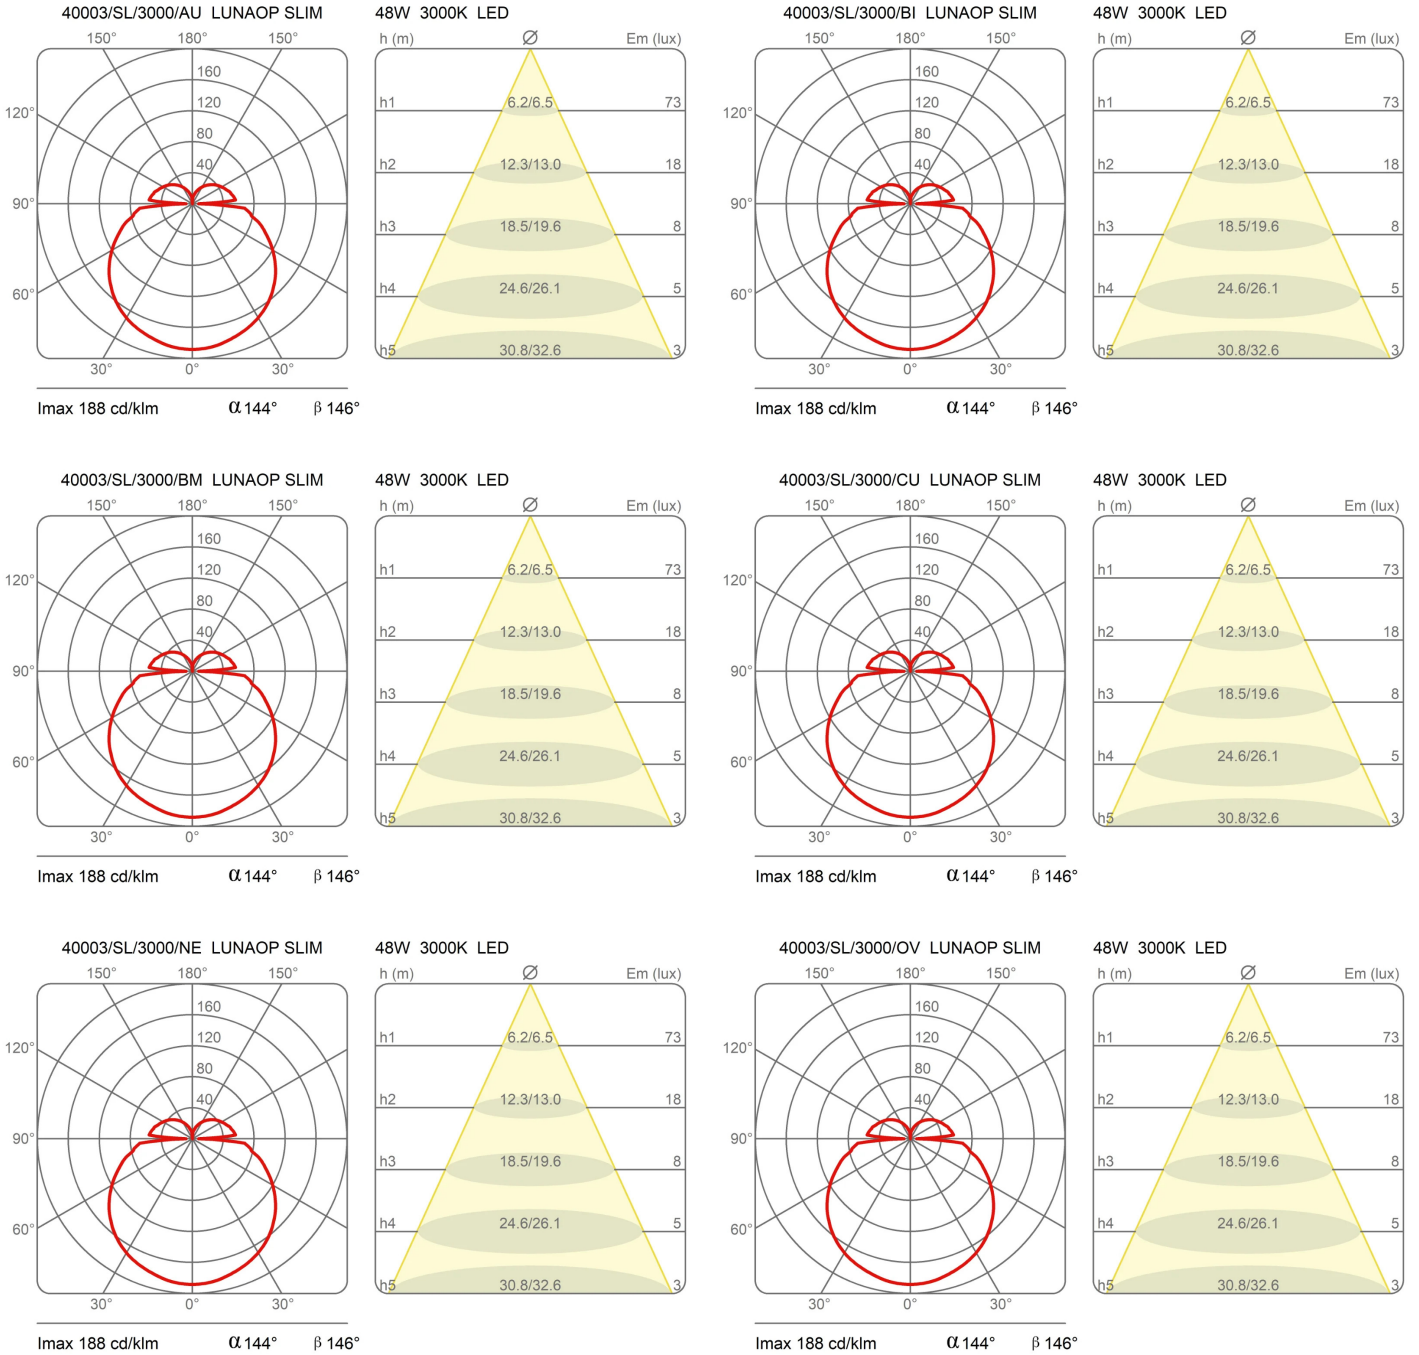 40003/SL/3000/AU LUNAOP SLIM
150° 180° 150°
160
120
80
40
120°
90°
60°
30° 0° 30°
Imax 188 cd/klm α 144° β 146°
48W 3000K LED
h (m) Ø Em (lux)
h1 6.2/6.5 73
h2 12.3/13.0 18
h3 18.5/19.6 8
h4 24.6/26.1 5
h5 30.8/32.6 3
40003/SL/3000/BI LUNAOP SLIM
150° 180° 150°
160
120
80
40
120°
90°
60°
30° 0° 30°
Imax 188 cd/klm α 144° β 146°
48W 3000K LED
h (m) Ø Em (lux)
h1 6.2/6.5 73
h2 12.3/13.0 18
h3 18.5/19.6 8
h4 24.6/26.1 5
h5 30.8/32.6 3
40003/SL/3000/BM LUNAOP SLIM
150° 180° 150°
160
120
80
40
120°
90°
60°
30° 0° 30°
Imax 188 cd/klm α 144° β 146°
48W 3000K LED
h (m) Ø Em (lux)
h1 6.2/6.5 73
h2 12.3/13.0 18
h3 18.5/19.6 8
h4 24.6/26.1 5
h5 30.8/32.6 3
40003/SL/3000/CU LUNAOP SLIM
150° 180° 150°
160
120
80
40
120°
90°
60°
30° 0° 30°
Imax 188 cd/klm α 144° β 146°
48W 3000K LED
h (m) Ø Em (lux)
h1 6.2/6.5 73
h2 12.3/13.0 18
h3 18.5/19.6 8
h4 24.6/26.1 5
h5 30.8/32.6 3
40003/SL/3000/NE LUNAOP SLIM
150° 180° 150°
160
120
80
40
120°
90°
60°
30° 0° 30°
Imax 188 cd/klm α 144° β 146°
48W 3000K LED
h (m) Ø Em (lux)
h1 6.2/6.5 73
h2 12.3/13.0 18
h3 18.5/19.6 8
h4 24.6/26.1 5
h5 30.8/32.6 3
40003/SL/3000/OV LUNAOP SLIM
150° 180° 150°
160
120
80
40
120°
90°
60°
30° 0° 30°
Imax 188 cd/klm α 144° β 146°
48W 3000K LED
h (m) Ø Em (lux)
h1 6.2/6.5 73
h2 12.3/13.0 18
h3 18.5/19.6 8
h4 24.6/26.1 5
h5 30.8/32.6 3